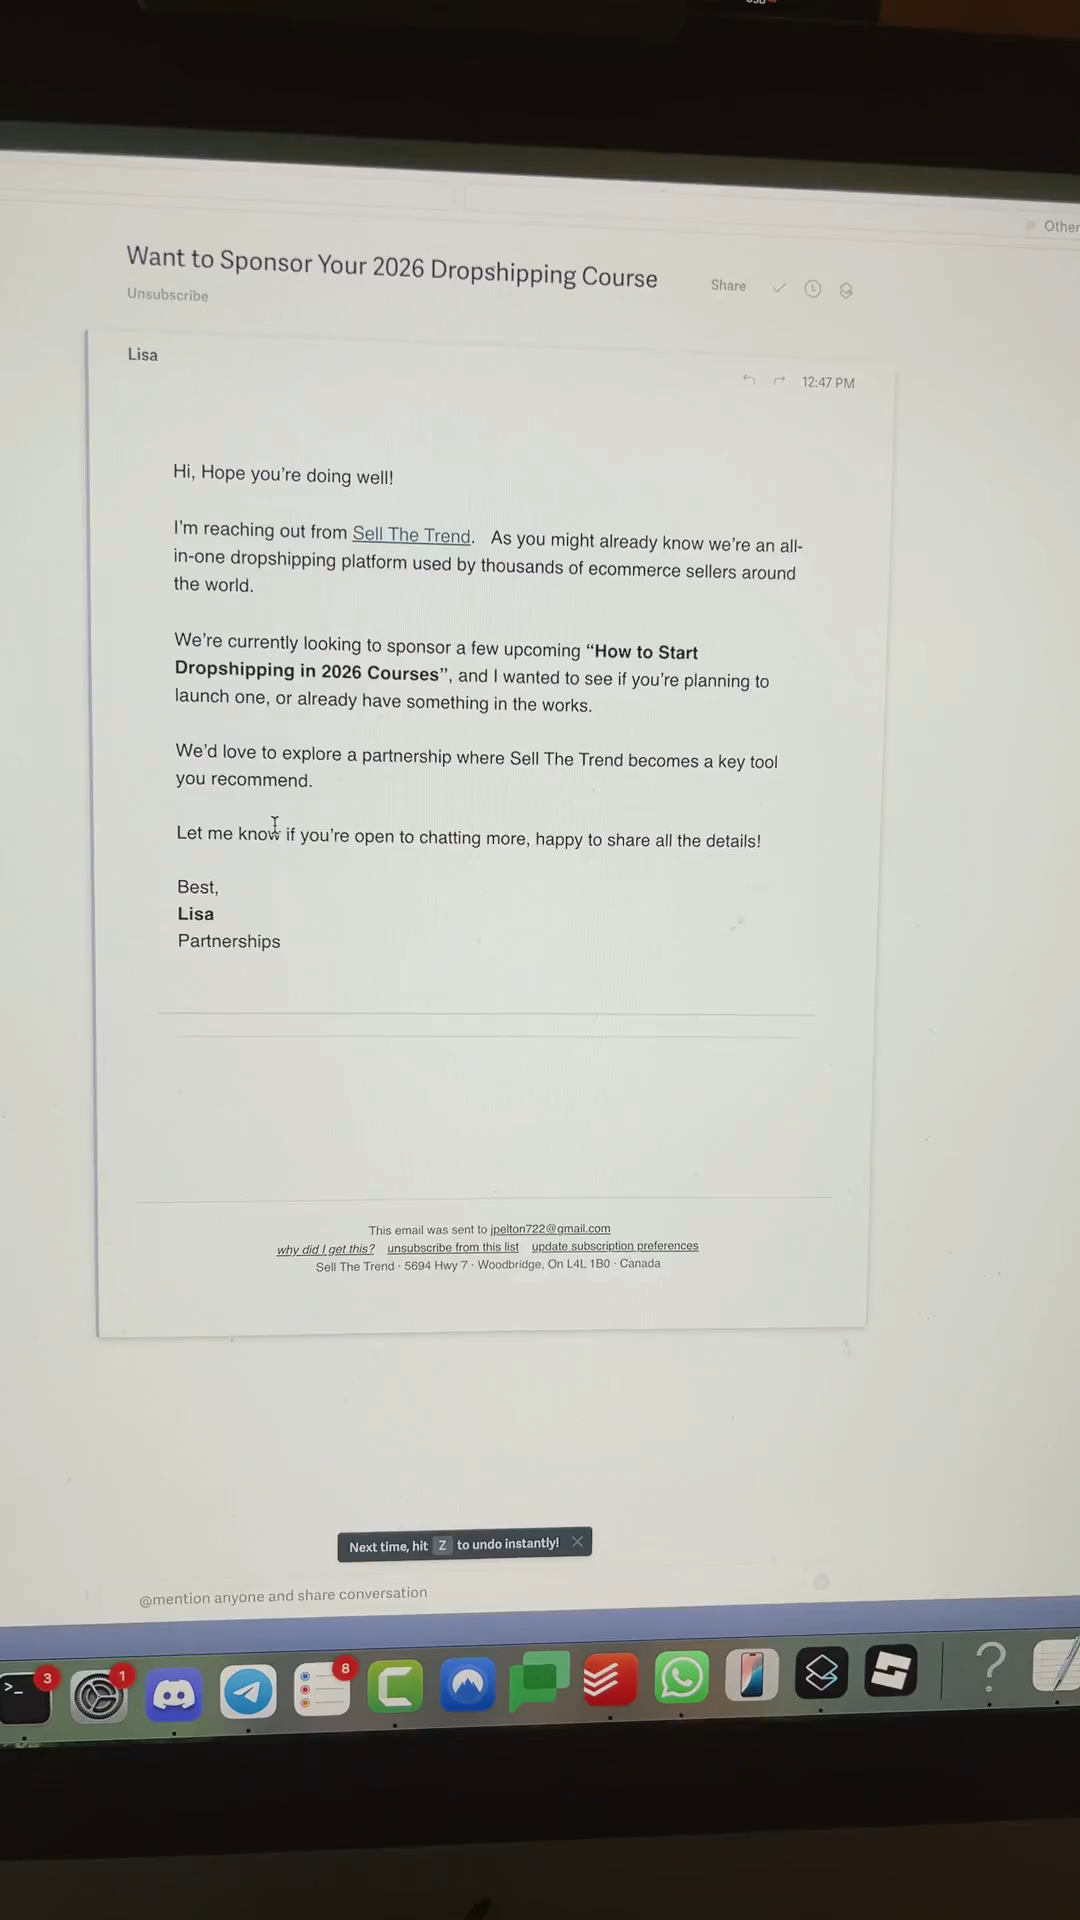 Other
Want to Sponsor Your 2026 Dropshipping Course
Share
Unsubscribe
Lisa
12:47 PM
Hi, Hope you're doing well!
I'm reaching out from Sell The Trend. As you might already know we're an all-
in-one dropshipping platform used by thousands of ecommerce sellers around
the world.
We're currently looking to sponsor a few upcoming “How to Start
Dropshipping in 2026 Courses”, and I wanted to see if you're planning to
launch one, or already have something in the works.
We'd love to explore a partnership where Sell The Trend becomes a key tool
you recommend.
Let me know if you're open to chatting more, happy to share all the details!
Best,
Lisa
Partnerships
This email was sent to jpelton722@gmail.com
why did I get this? unsubscribe from this list update subscription preferences
Sell The Trend · 5694 Hwy 7 · Woodbridge, On L4L 1B0 · Canada
Next time, hit Z to undo instantly!
@mention anyone and share conversation
3
1
8
>_
?